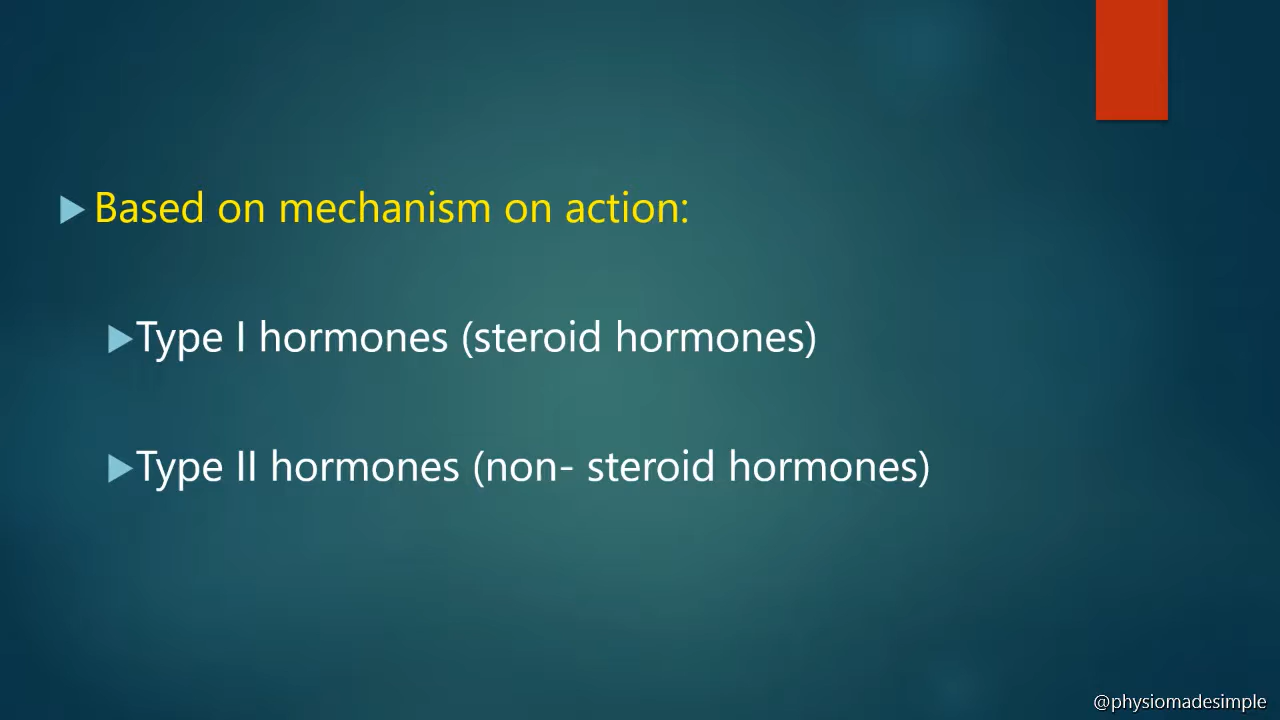 Based on mechanism on action:
Type I hormones (steroid hormones)
Type II hormones (non- steroid hormones)
@physiomadesimple